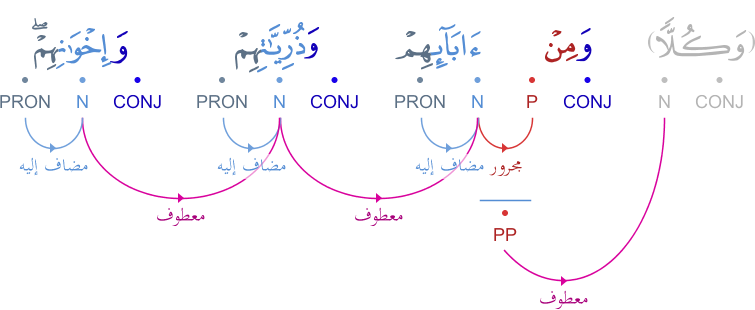 (وَكُلًّا) وَمِنْ ءَابَآئِهِمْ وَذُرِّيَّـٰتِهِمْ وَإِخْوَٰنِهِمْ ۖ
CONJ N CONJ P N PRON CONJ N PRON CONJ N PRON
مجرور مضاف إليه مضاف إليه مضاف إليه
معطوف معطوف
PP
معطوف